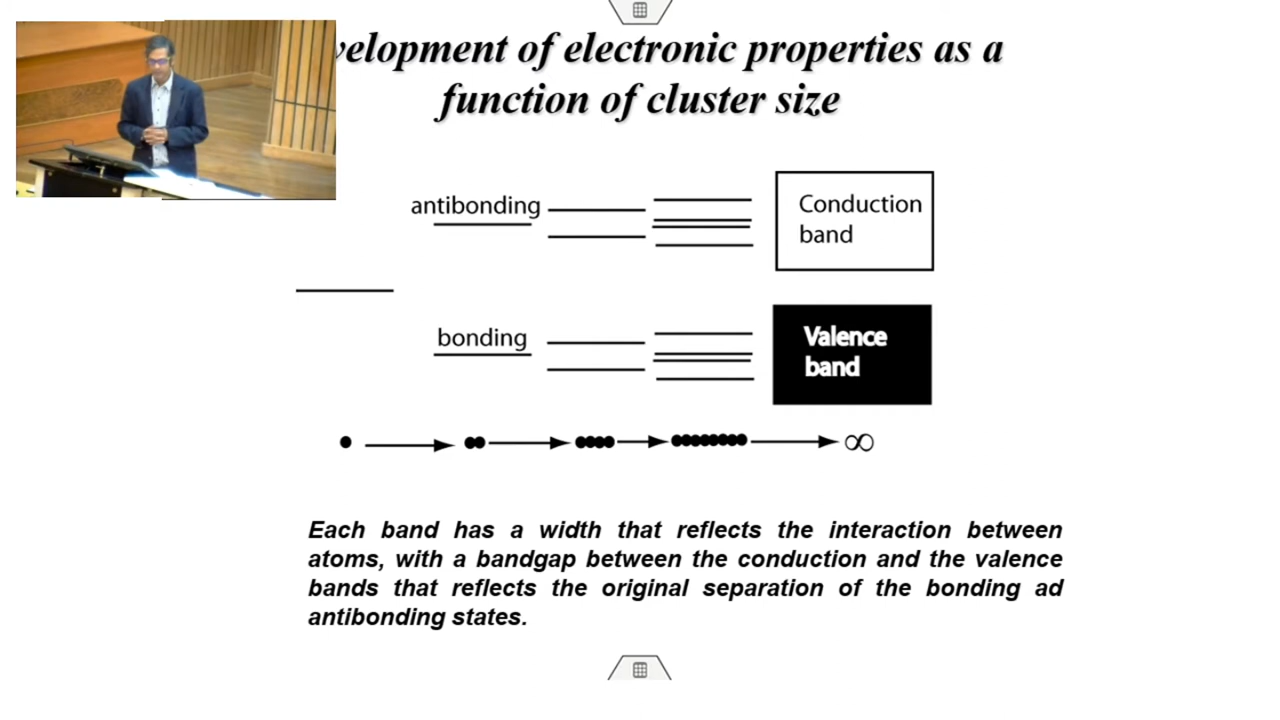 velopment of electronic properties as a
function of cluster size
antibonding
Conduction
band
bonding
Valence
band
∞
Each band has a width that reflects the interaction between
atoms, with a bandgap between the conduction and the valence
bands that reflects the original separation of the bonding ad
antibonding states.